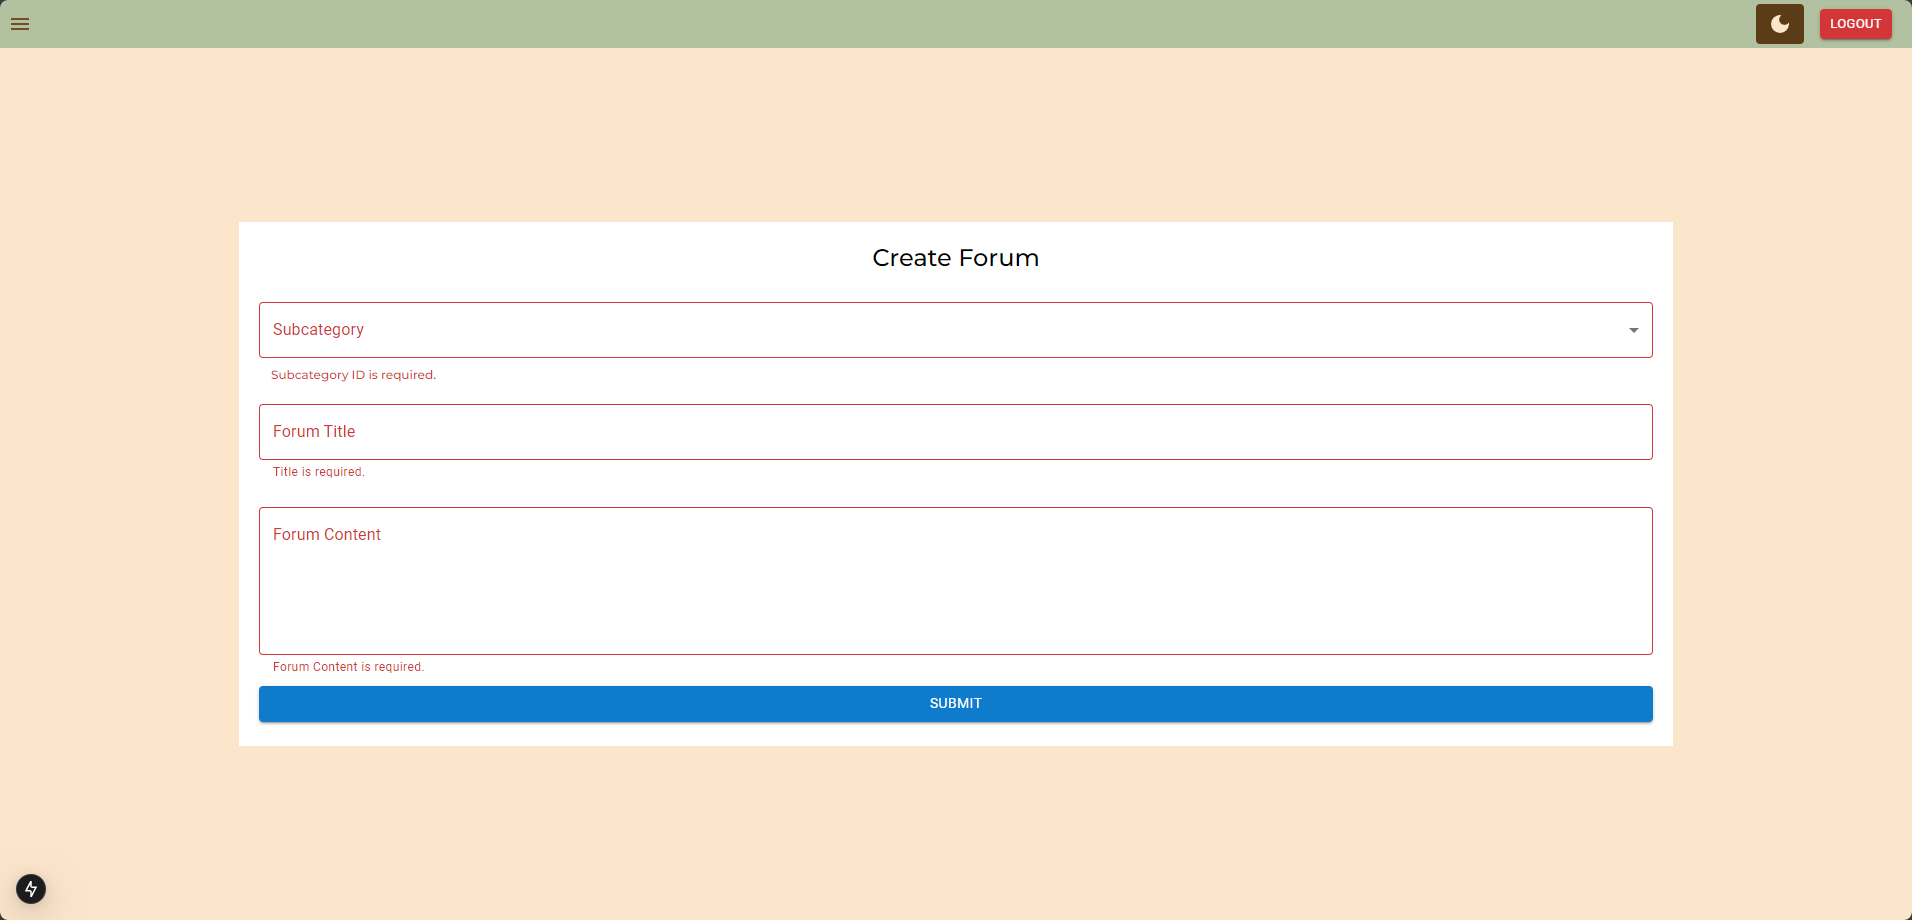 LOGOUT
Create Forum
Subcategory
Subcategory ID is required.
Forum Title
Title is required.
Forum Content
Forum Content is required.
SUBMIT